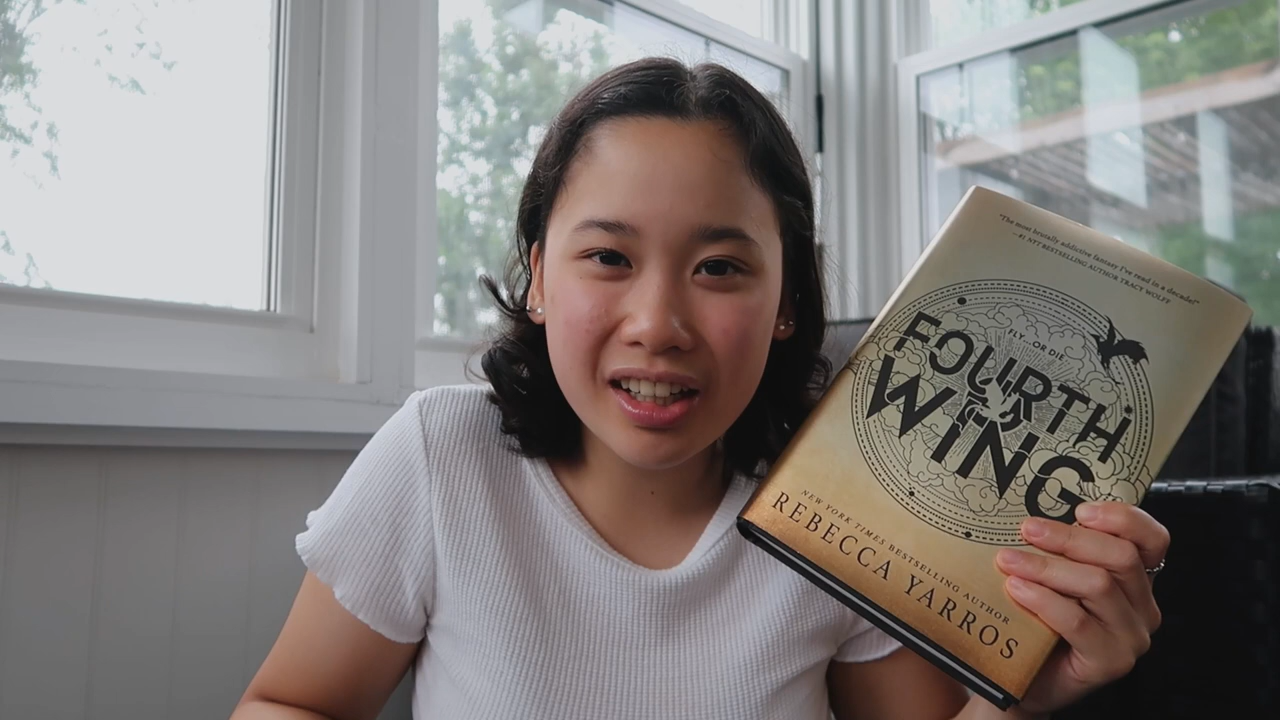 "The most brutally addictive fantasy I've read in a decade!"
—#1 NYT BESTSELLING AUTHOR TRACY WOLFF
FLY...OR DIE
FOURTH
WING
NEW YORK TIMES BESTSELLING AUTHOR
REBECCA YARROS